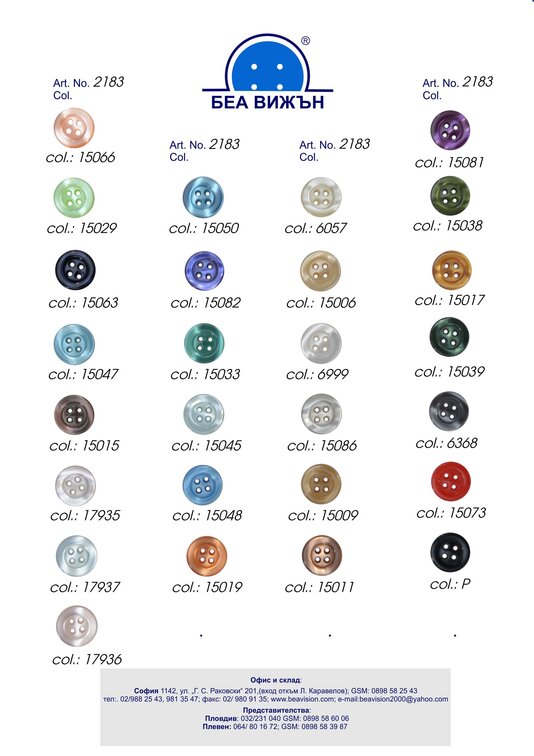 ®
БЕА ВИЖЪН
Art. No. 2183
Col.
col.: 15066
col.: 15029
col.: 15063
col.: 15047
col.: 15015
col.: 17935
col.: 17937
col.: 17936
Art. No. 2183
Col.
col.: 15050
col.: 15082
col.: 15033
col.: 15045
col.: 15048
col.: 15019
Art. No. 2183
Col.
col.: 6057
col.: 15006
col.: 6999
col.: 15086
col.: 15009
col.: 15011
Art. No. 2183
Col.
col.: 15081
col.: 15038
col.: 15017
col.: 15039
col.: 6368
col.: 15073
col.: P
Офис и склад:
София 1142, ул. „Г. С. Раковски” 201,(вход откъм Л. Каравелов); GSM: 0898 58 25 43
тел:. 02/988 25 43, 981 35 47; факс: 02/ 980 91 35; www.beavision.com; e-mail:beavision2000@yahoo.com
Представителства:
Пловдив: 032/231 040 GSM: 0898 58 60 06
Плевен: 064/ 80 16 72; GSM: 0898 58 39 87